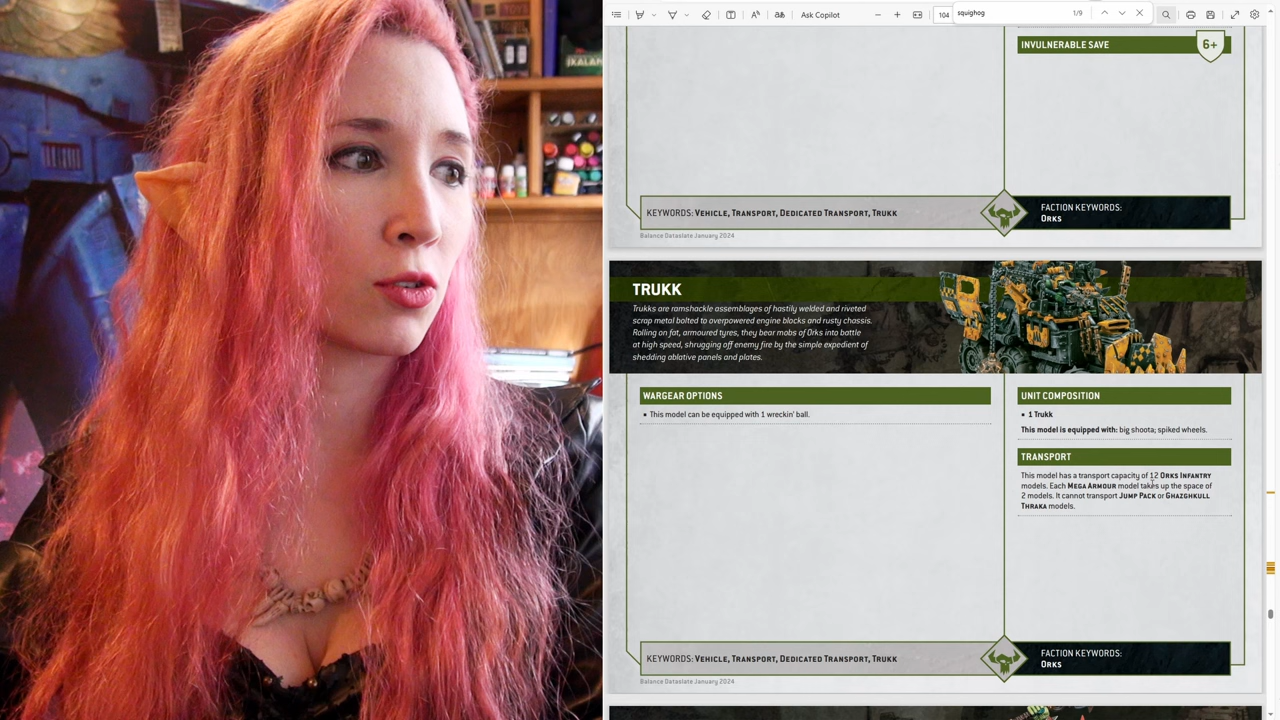 Ask Copilot
104
squighog
1/9
INVULNERABLE SAVE
6+
KEYWORDS: VEHICLE, TRANSPORT, DEDICATED TRANSPORT, TRUKK
FACTION KEYWORDS:
ORKS
Balance Dataslate January 2024
TRUKK
Trukks are ramshackle assemblages of hastily welded and riveted
scrap metal bolted to overpowered engine blocks and rusty chassis.
Rolling on fat, armoured tyres, they bear mobs of Orks into battle
at high speed, shrugging off enemy fire by the simple expedient of
shedding ablative panels and plates.
WARGEAR OPTIONS
▪ This model can be equipped with 1 wreckin' ball.
UNIT COMPOSITION
▪ 1 Trukk
This model is equipped with: big shoota; spiked wheels.
TRANSPORT
This model has a transport capacity of 12 ORKS INFANTRY
models. Each MEGA ARMOUR model takes up the space of
2 models. It cannot transport JUMP PACK or GHAZGHKULL
THRAKA models.
KEYWORDS: VEHICLE, TRANSPORT, DEDICATED TRANSPORT, TRUKK
FACTION KEYWORDS:
ORKS
Balance Dataslate January 2024